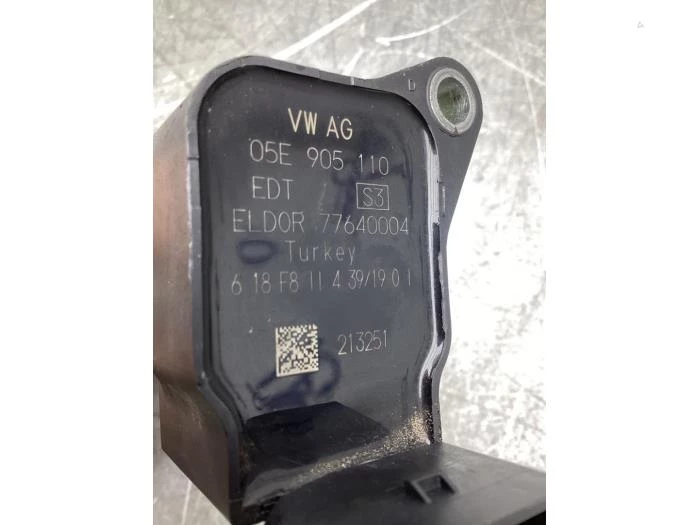 VW AG
05E 905 110
EDT S3
ELDOR 77640004
Turkey
6 18 F8 11 4 39/19 0 1
213251
D